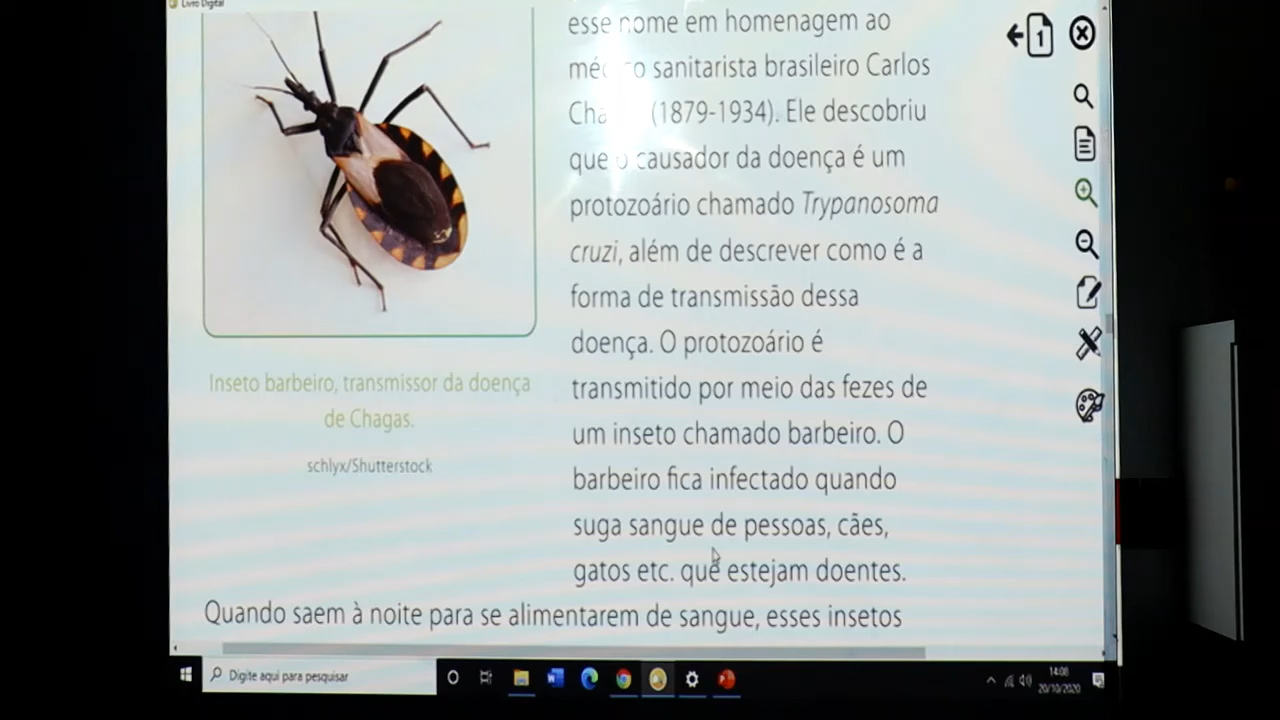 Livro Digital
esse nome em homenagem ao
sanitarista brasileiro Carlos
(1879-1934). Ele descobriu
que o causador da doença é um
protozoário chamado Trypanosoma
cruzi, além de descrever como é a
forma de transmissão dessa
doença. O protozoário é
transmitido por meio das fezes de
um inseto chamado barbeiro. O
barbeiro fica infectado quando
suga sangue de pessoas, cães,
gatos etc. que estejam doentes.
Quando saem à noite para se alimentarem de sangue, esses insetos
Inseto barbeiro, transmissor da doença
de Chagas.
schlyx/Shutterstock
1
Digite aqui para pesquisar
14:08
20/10/2020